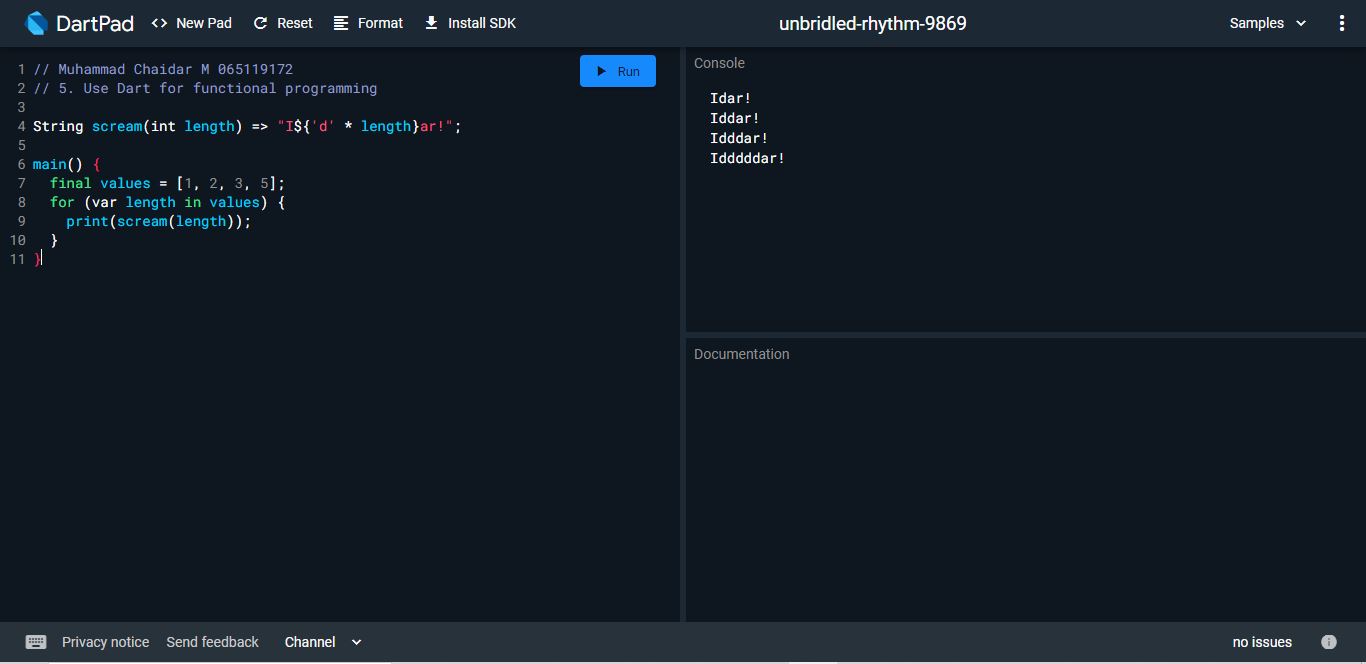 DartPad <> New Pad Reset Format Install SDK unbridled-rhythm-9869 Samples
1 // Muhammad Chaidar M 065119172
2 // 5. Use Dart for functional programming
3
4 String scream(int length) => "I${'d' * length}ar!";
5
6 main() {
7   final values = [1, 2, 3, 5];
8   for (var length in values) {
9     print(scream(length));
10   }
11 }
Run
Console
Idar!
Iddar!
Idddar!
Idddddar!
Documentation
Privacy notice Send feedback Channel no issues